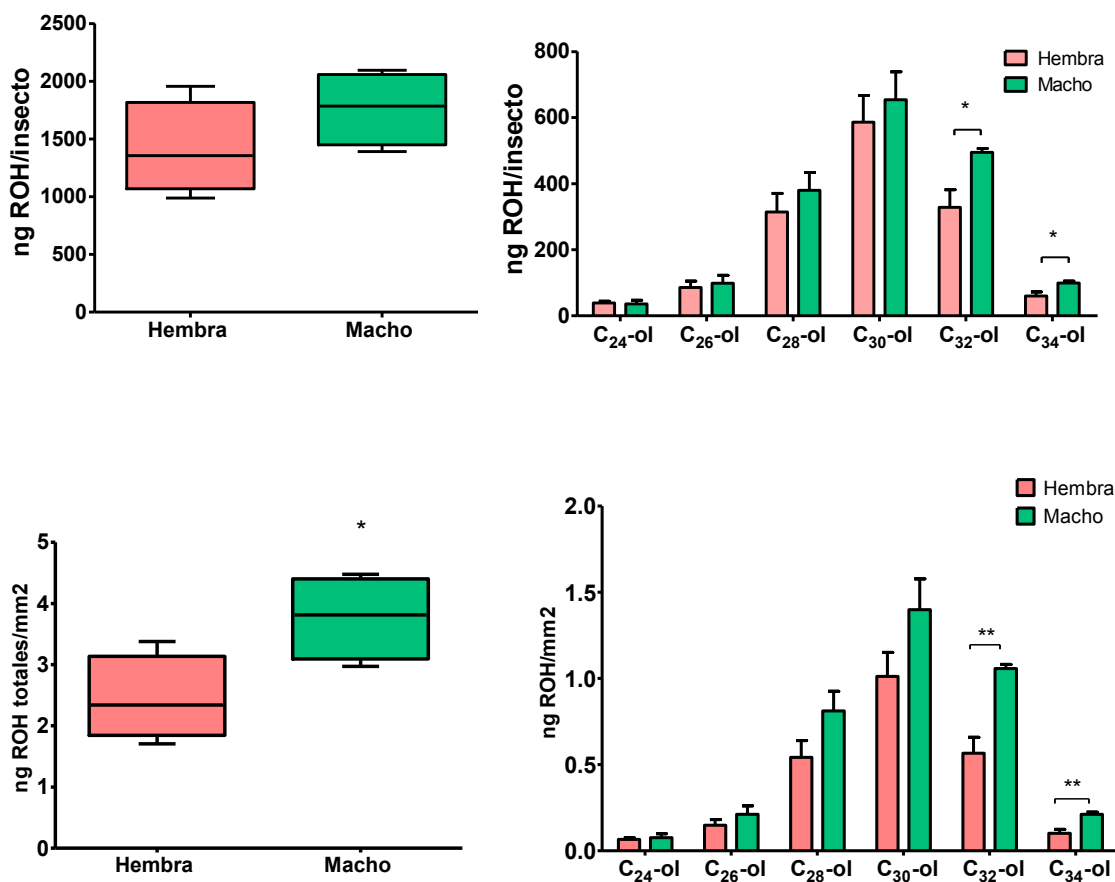 ng ROH/insecto
2500
2000
1500
1000
500
0
Hembra Macho
ng ROH/insecto
800
600
400
200
0
Hembra
Macho
*
*
C24-ol C26-ol C28-ol C30-ol C32-ol C34-ol
ng ROH totales/mm2
5
4
3
2
1
0
*
Hembra Macho
ng ROH/mm2
2.0
1.5
1.0
0.5
0.0
Hembra
Macho
**
**
C24-ol C26-ol C28-ol C30-ol C32-ol C34-ol